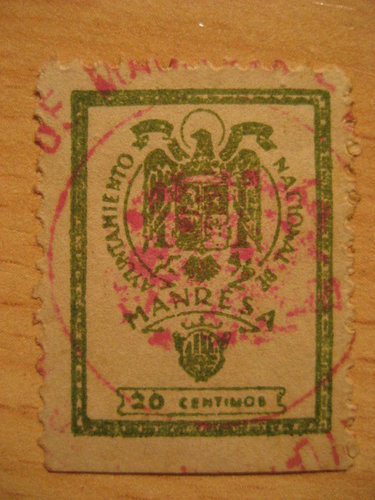 AYUNTAMIENTO NACIONAL DE
MANRESA
20 CENTIMOS